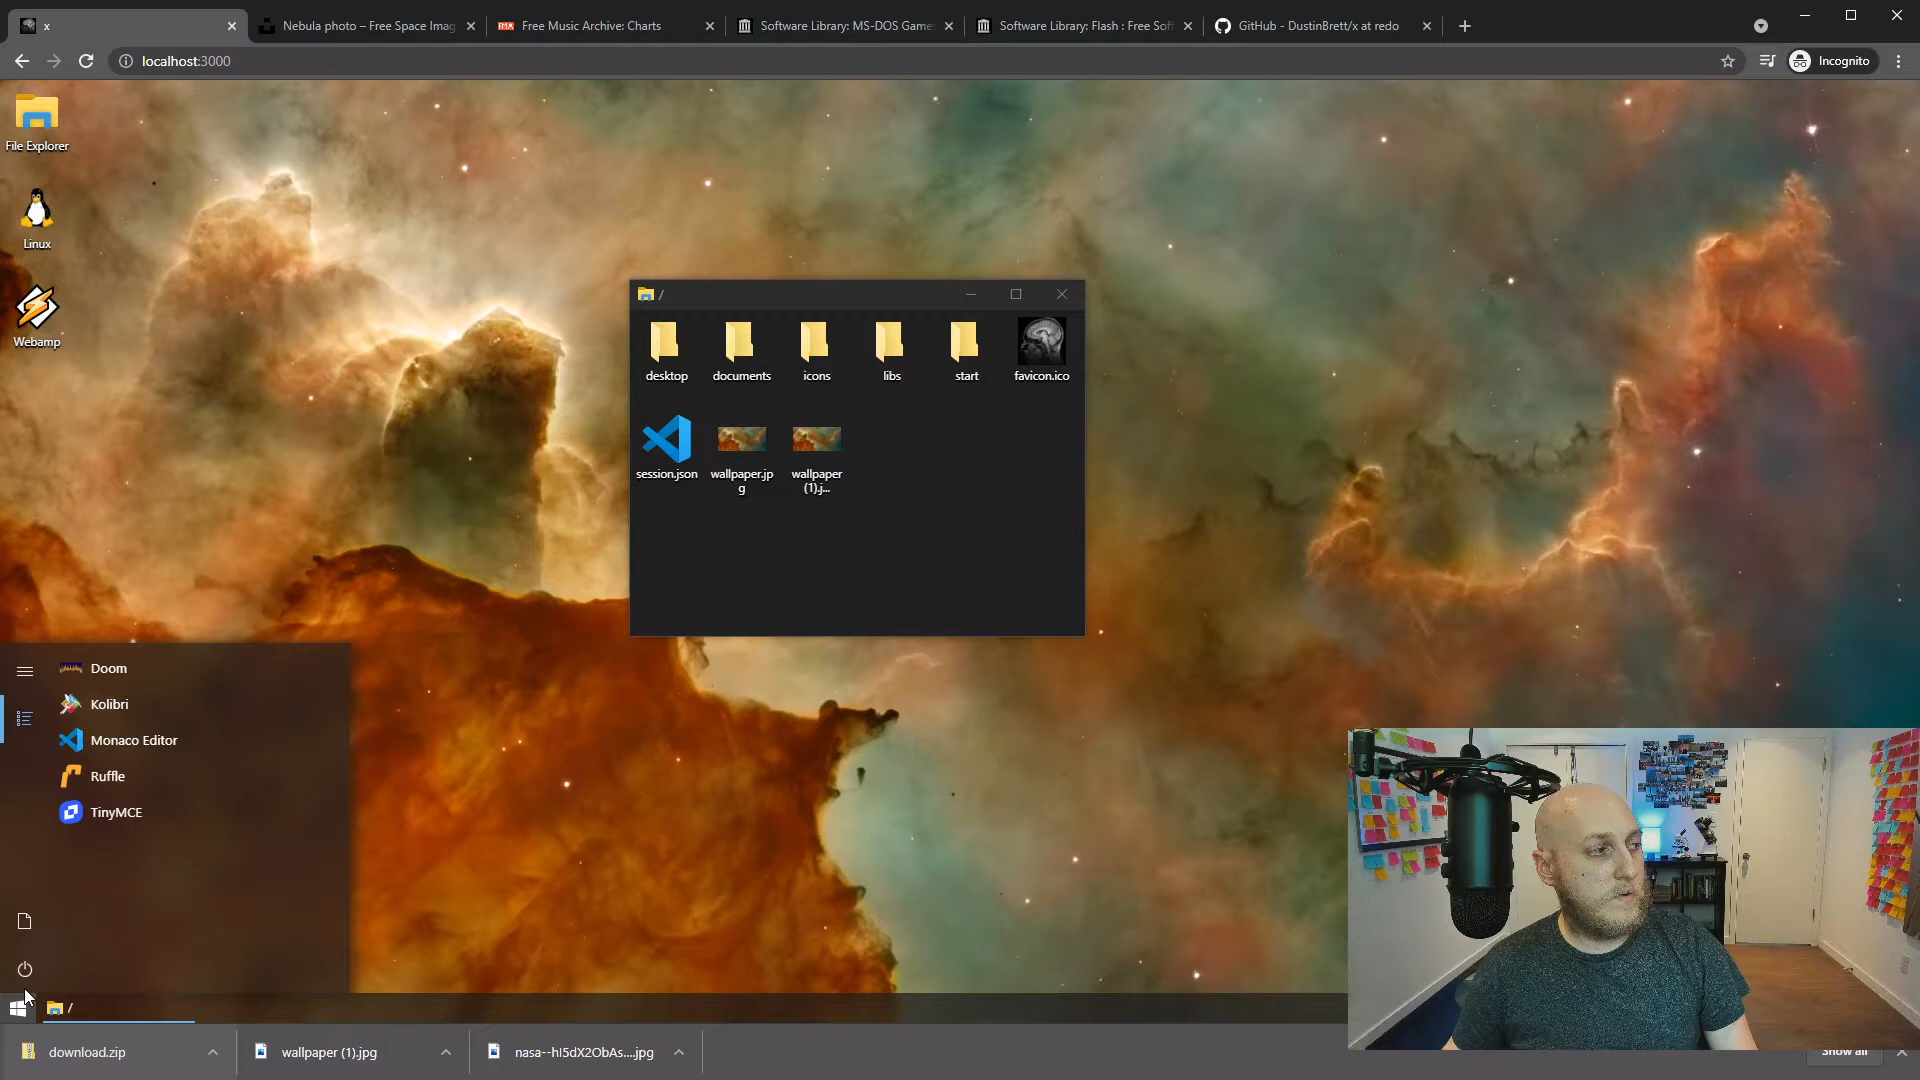 x
Nebula photo – Free Space Imag
Free Music Archive: Charts
Software Library: MS-DOS Game
Software Library: Flash : Free Soft
GitHub - DustinBrett/x at redo
localhost:3000
Incognito
File Explorer
Linux
Webamp
/
desktop
documents
icons
libs
start
favicon.ico
session.json
wallpaper.jp
g
wallpaper
(1).j...
Doom
Kolibri
Monaco Editor
Ruffle
TinyMCE
/
download.zip
wallpaper (1).jpg
nasa--hI5dX2ObAs....jpg
Show all